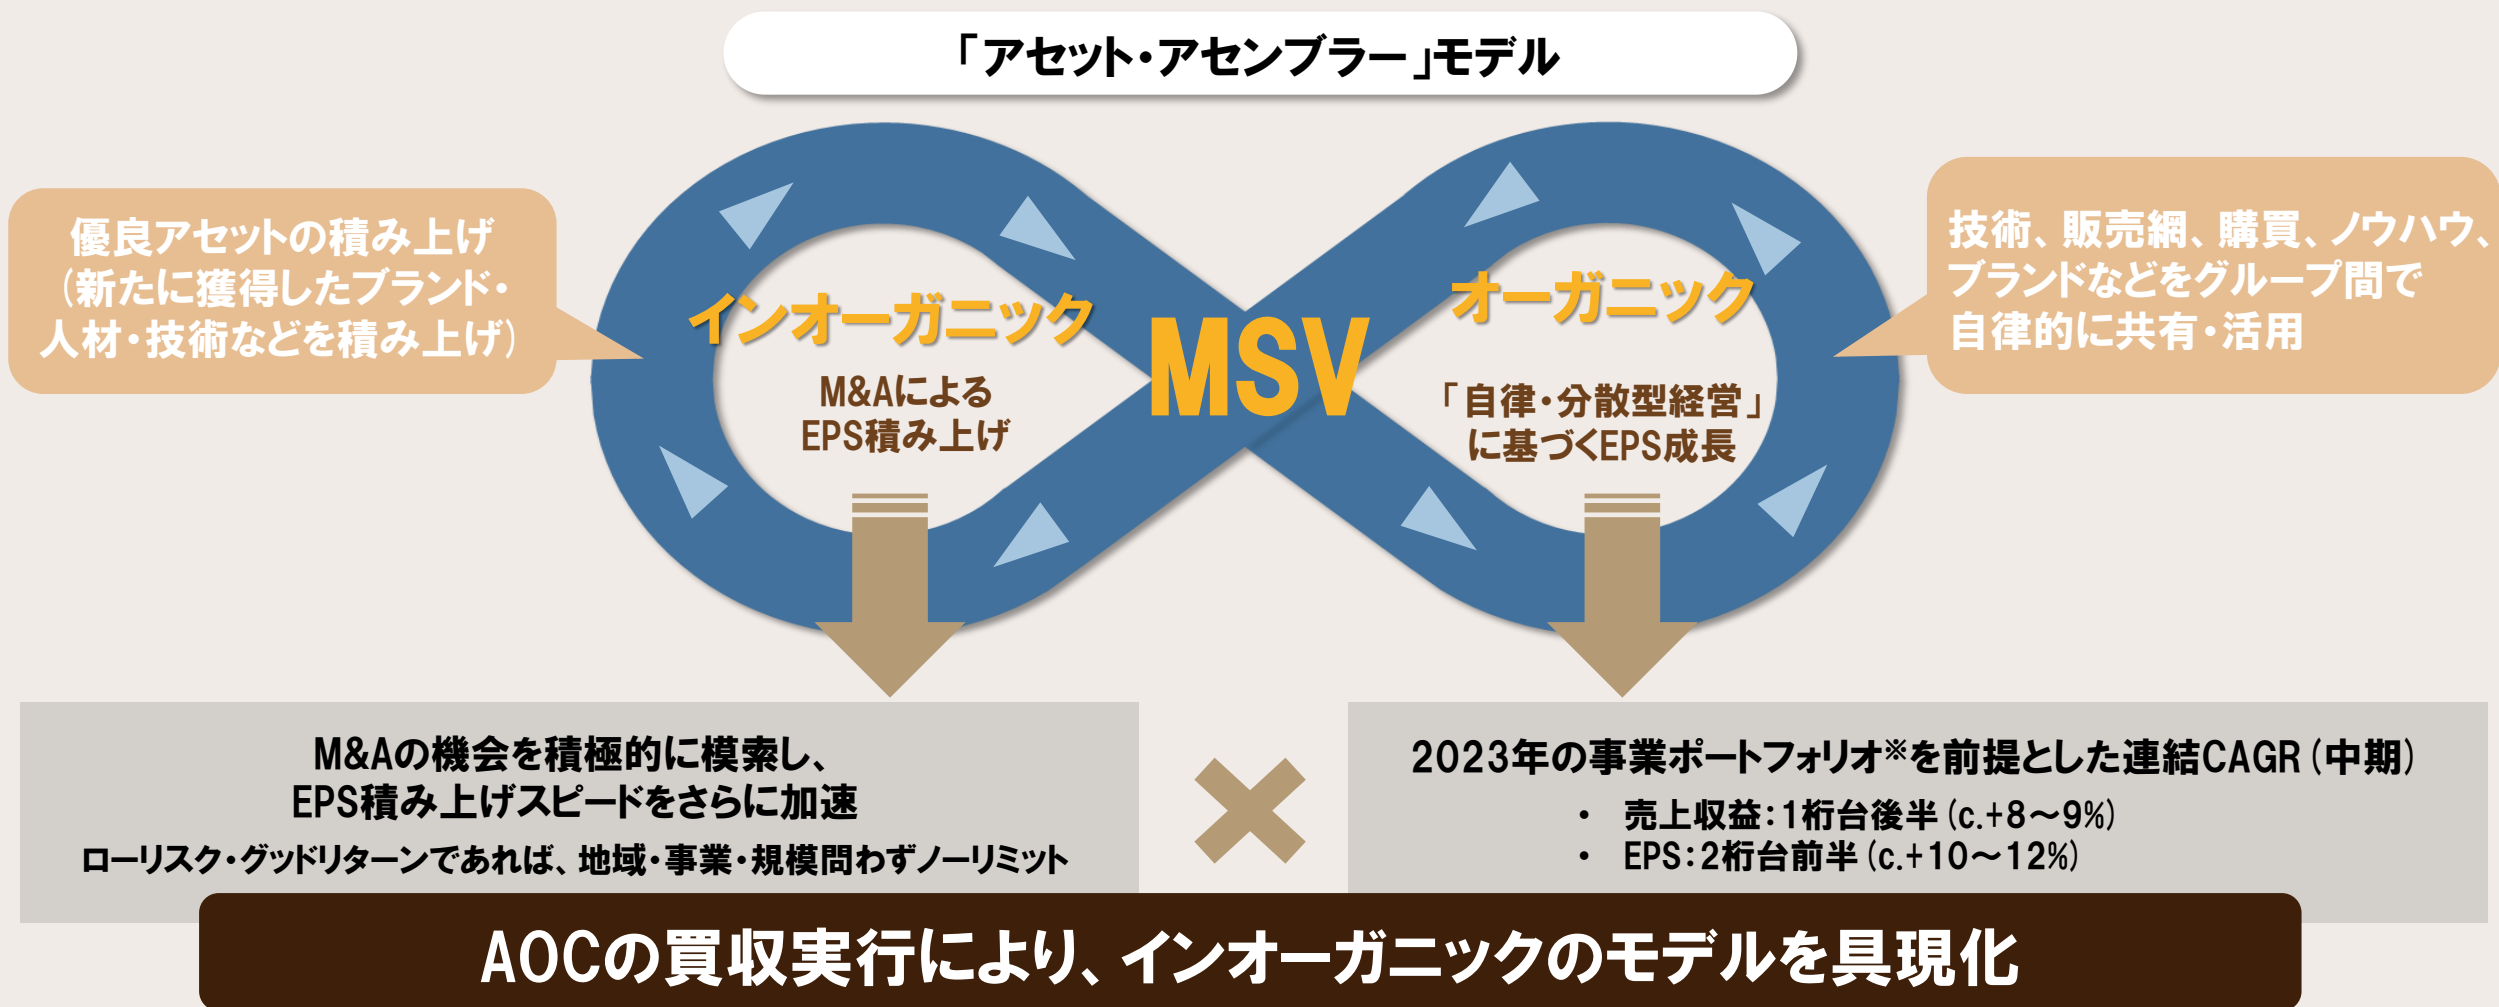 「アセット・アセンブラー」モデル
優良アセットの積み上げ
(新たに獲得したブランド・
人材・技術などを積み上げ)
インオーガニック
M&Aによる
EPS積み上げ
MSV
オーガニック
「自律・分散型経営」
に基づくEPS成長
技術、販売網、購買、ノウハウ、
ブランドなどをグループ間で
自律的に共有・活用
M&Aの機会を積極的に模索し、
EPS積み上げスピードをさらに加速
ローリスク・グッドリターンであれば、地域・事業・規模問わずノーリミット
2023年の事業ポートフォリオ※を前提とした連結CAGR(中期)
・ 売上収益：1桁台後半(c.+8～9%)
・ EPS：2桁台前半(c.+10～12%)
AOCの買収実行により、インオーガニックのモデルを具現化